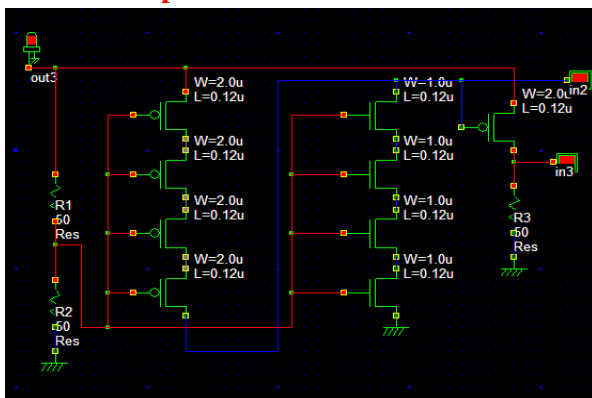 out3
W=2.0u
L=0.12u
W=1.0u
L=0.12u
W=2.0u
L=0.12u
in2
W=2.0u
L=0.12u
W=1.0u
L=0.12u
in3
R1
50
Res
W=2.0u
L=0.12u
W=1.0u
L=0.12u
R3
50
Res
W=2.0u
L=0.12u
W=1.0u
L=0.12u
R2
50
Res